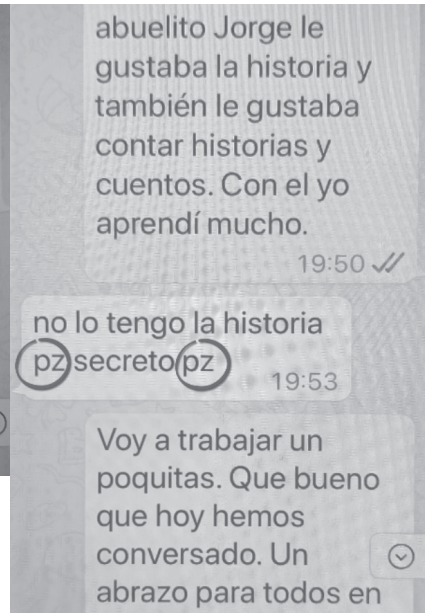 abuelito Jorge le
gustaba la historia y
también le gustaba
contar historias y
cuentos. Con el yo
aprendí mucho.
19:50
no lo tengo la historia
pz secreto pz
19:53
Voy a trabajar un
poquitas. Que bueno
que hoy hemos
conversado. Un
abrazo para todos en